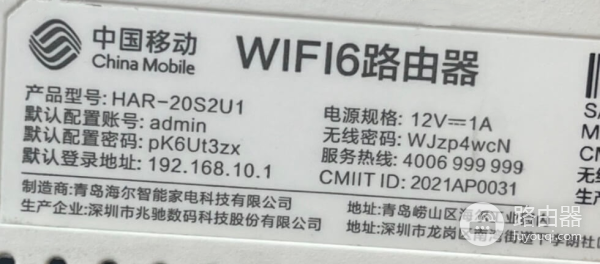 中国移动
China Mobile
WIFI6路由器
产品型号: HAR-20S2U1
默认配置账号: admin
默认配置密码: pK6Ut3zx
默认登录地址: 192.168.10.1
电源规格: 12V⎓1A
无线密码: WJzp4wcN
服务热线: 4006 999 999
CMIIT ID: 2021AP0031
制造商: 青岛海尔智能家电科技有限公司
生产企业: 深圳市兆驰数码科技股份有限公司
地址: 青岛崂山区
地址: 深圳市龙岗区
SA
M
CM
无线
路由器
luyouqi.com